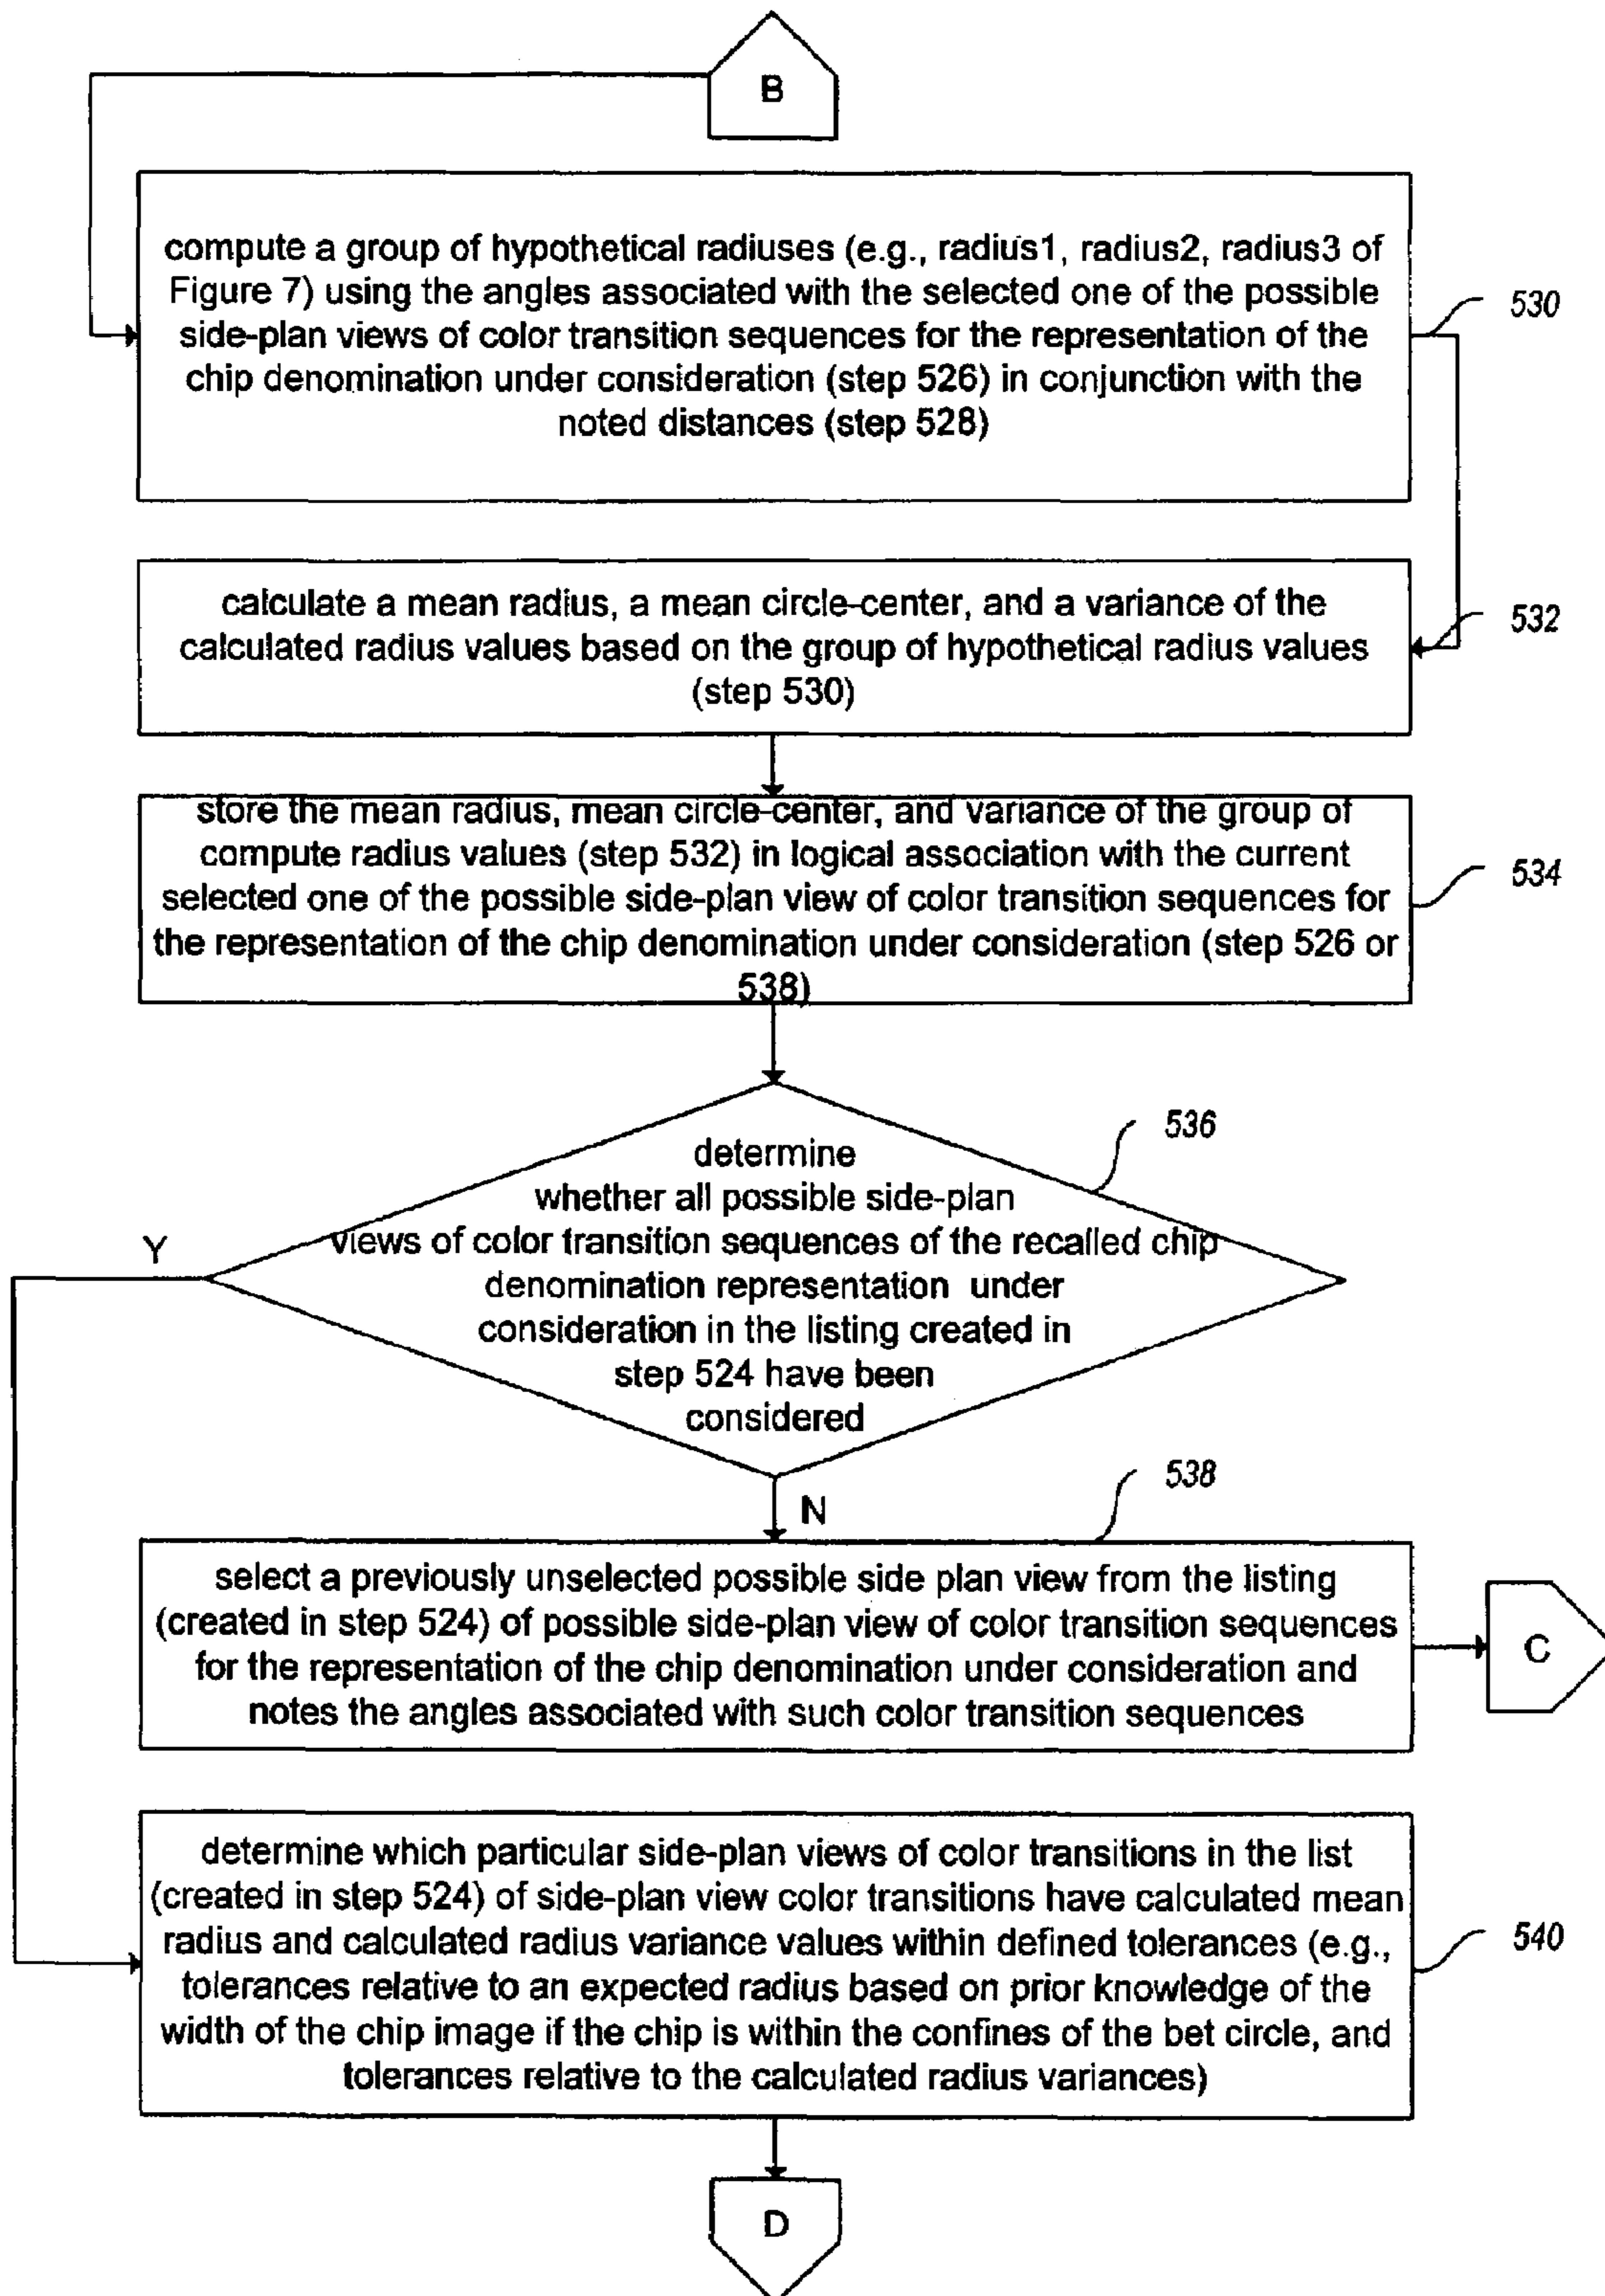 B
compute a group of hypothetical radiuses (e.g., radius1, radius2, radius3 of
Figure 7) using the angles associated with the selected one of the possible
side-plan views of color transition sequences for the representation of the
chip denomination under consideration (step 526) in conjunction with the
noted distances (step 528)
530
calculate a mean radius, a mean circle-center, and a variance of the
calculated radius values based on the group of hypothetical radius values
(step 530)
532
store the mean radius, mean circle-center, and variance of the group of
compute radius values (step 532) in logical association with the current
selected one of the possible side-plan view of color transition sequences for
the representation of the chip denomination under consideration (step 526 or
538)
534
determine
whether all possible side-plan
views of color transition sequences of the recalled chip
denomination representation under
consideration in the listing created in
step 524 have been
considered
536
Y
N
538
select a previously unselected possible side plan view from the listing
(created in step 524) of possible side-plan view of color transition sequences
for the representation of the chip denomination under consideration and
notes the angles associated with such color transition sequences
C
determine which particular side-plan views of color transitions in the list
(created in step 524) of side-plan view color transitions have calculated mean
radius and calculated radius variance values within defined tolerances (e.g.,
tolerances relative to an expected radius based on prior knowledge of the
width of the chip image if the chip is within the confines of the bet circle, and
tolerances relative to the calculated radius variances)
540
D